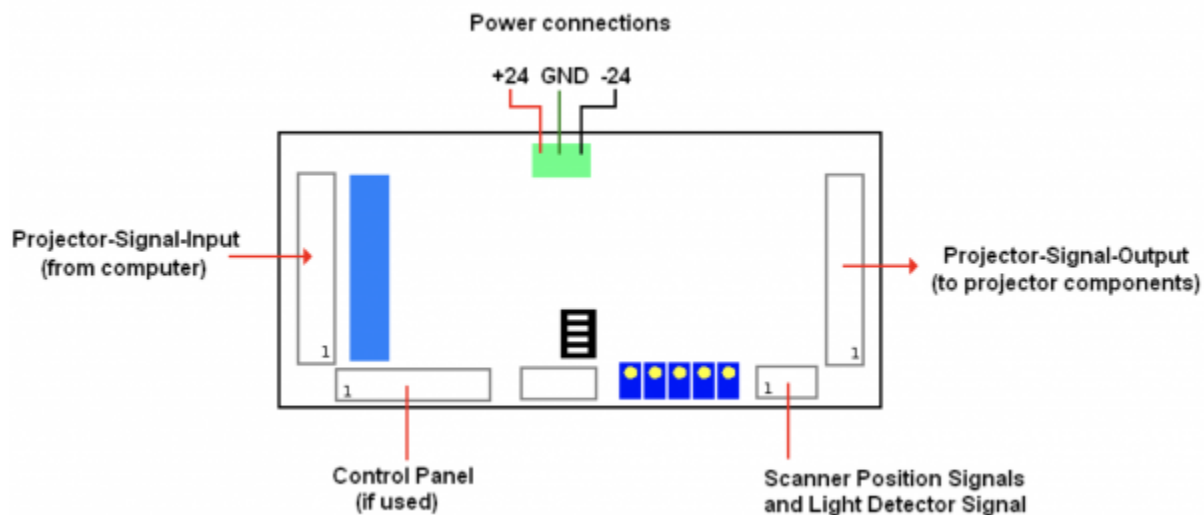 Power connections
+24 GND -24
Projector-Signal-Input
(from computer)
Projector-Signal-Output
(to projector components)
1
1
1
1
Control Panel
(if used)
Scanner Position Signals
and Light Detector Signal